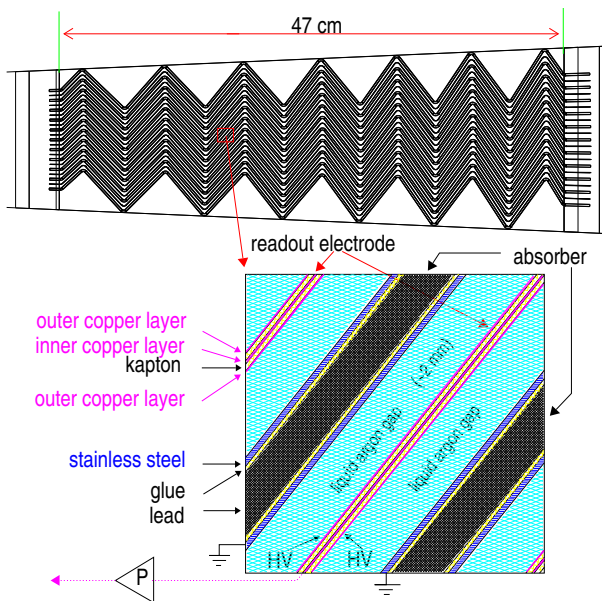 47 cm
readout electrode
absorber
outer copper layer
inner copper layer
kapton
outer copper layer
(~2 mm)
liquid argon gap
liquid argon gap
stainless steel
glue
lead
HV
HV
P